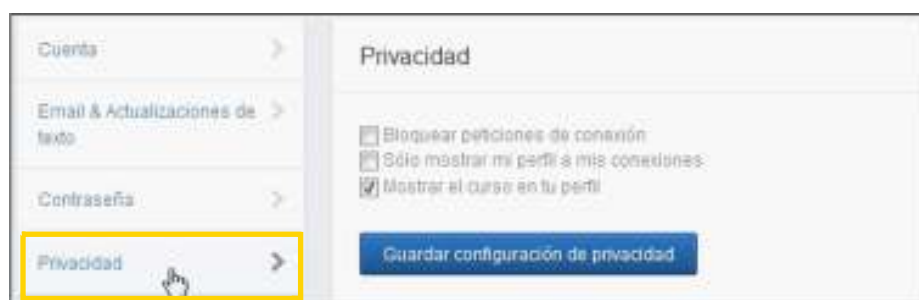 Cuenta
Email & Actualizaciones de
texto
Contraseña
Privacidad
Privacidad
Bloquear peticiones de conexión
Sólo mostrar mi perfil a mis conexiones
Mostrar el curso en tu perfil
Guardar configuración de privacidad